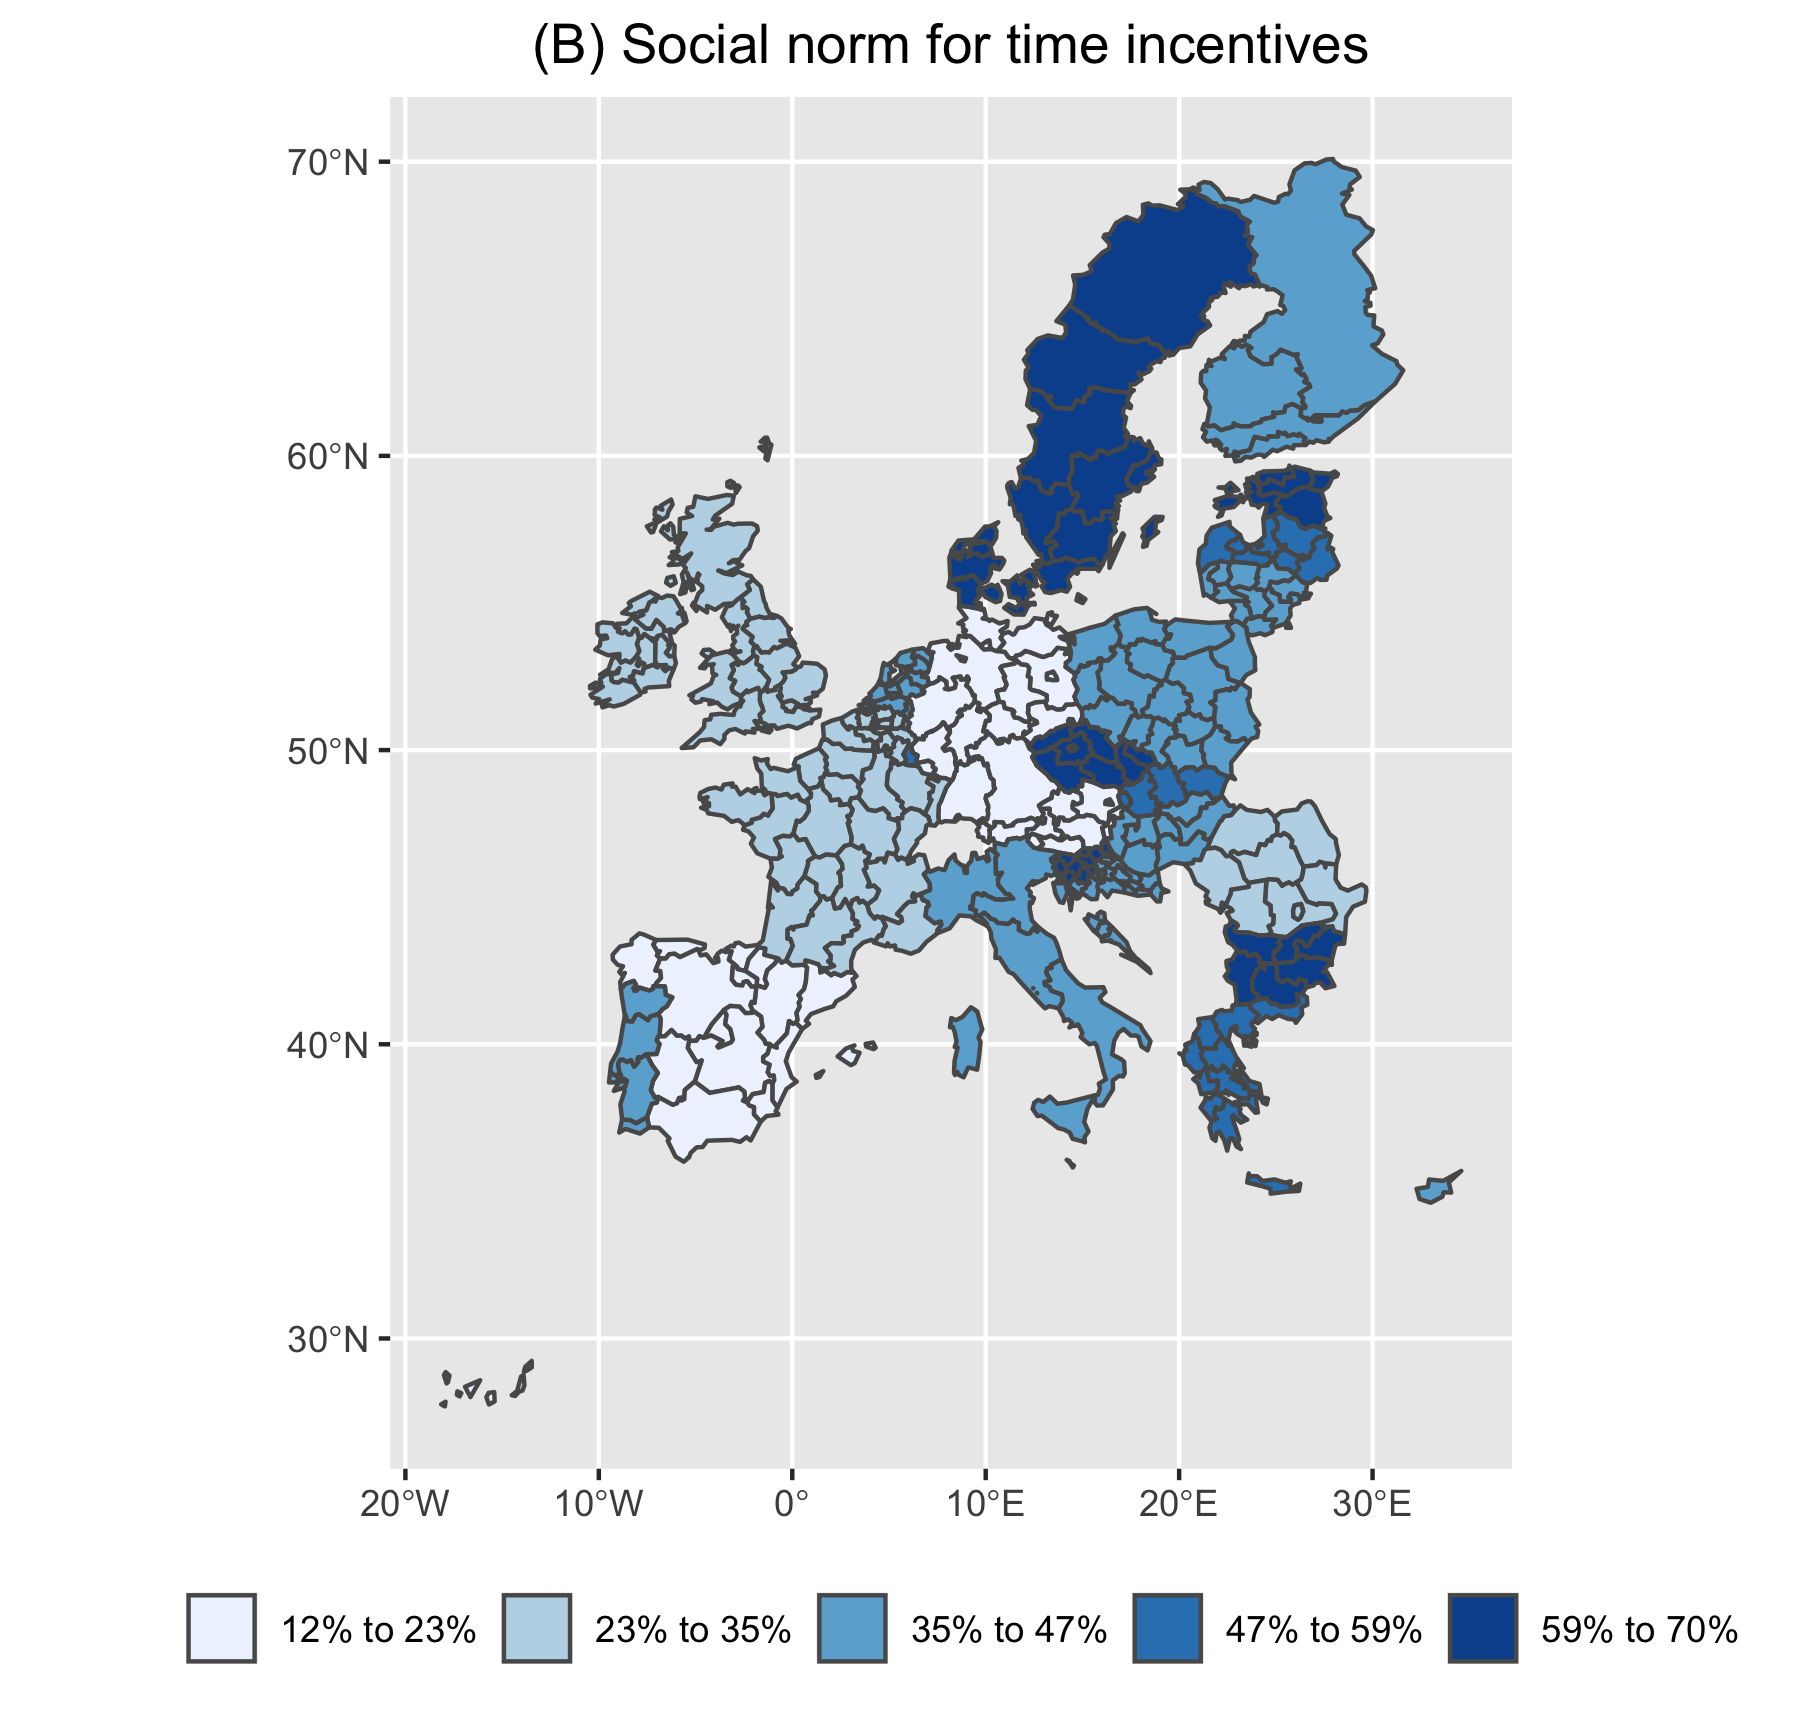 (B) Social norm for time incentives
70°N
60°N
50°N
40°N
30°N
20°W 10°W 0° 10°E 20°E 30°E
12% to 23% 23% to 35% 35% to 47% 47% to 59% 59% to 70%